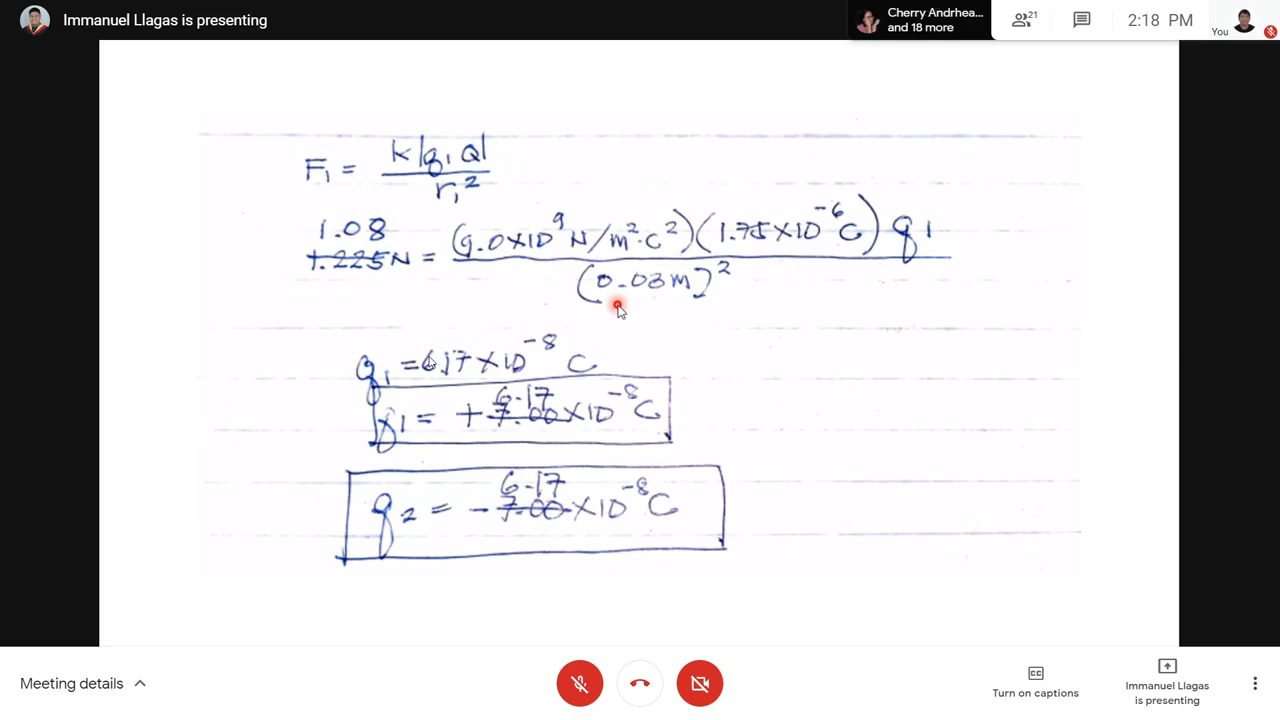 Immanuel Llagas is presenting
Cherry Andrhea...
and 18 more
21
2:18 PM
You
F₁ = k|q₁ Q| / r₁²
1.08
1.225 N = (9.0×10⁹ N/m²·C²)(1.75×10⁻⁶ C) q₁ / (0.03m)²
q₁ = 6.17 × 10⁻⁸ C
6.17
q₁ = + 7.00 × 10⁻⁸ C
6.17
q₂ = - 7.00 × 10⁻⁸ C
Meeting details
Turn on captions
Immanuel Llagas
is presenting